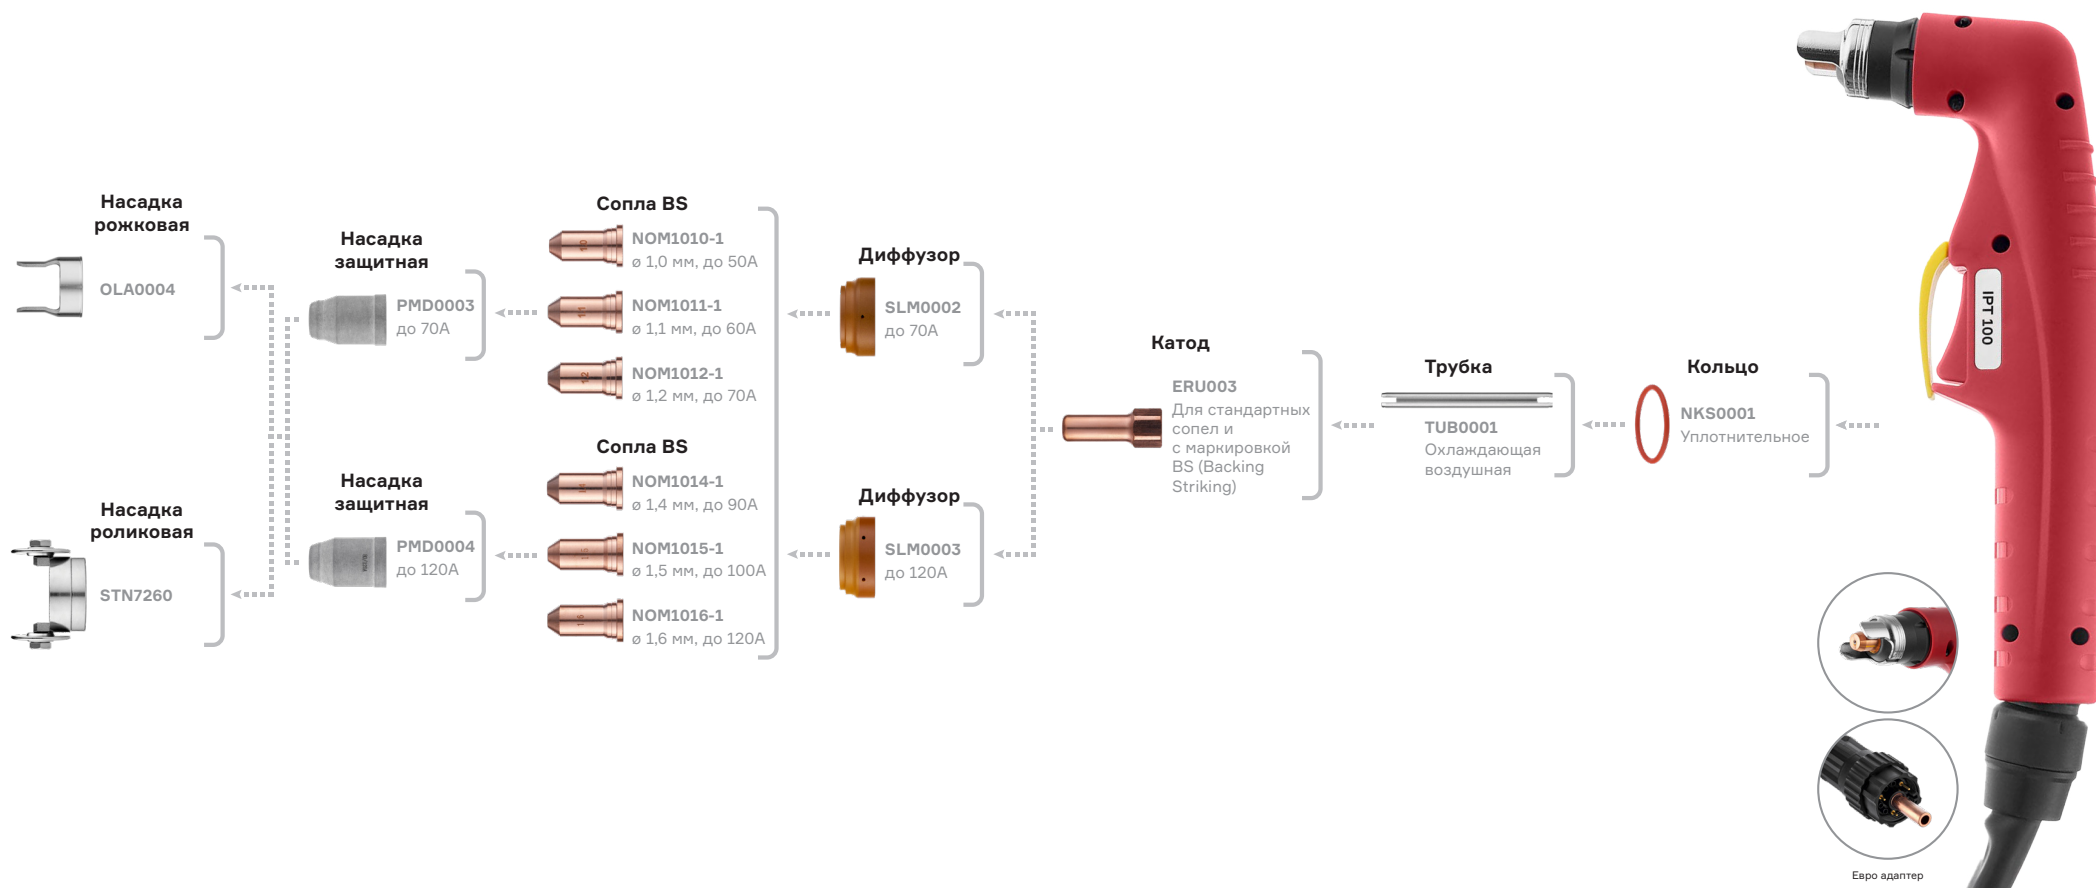 Насадка
рожковая
OLA0004
Насадка
роликовая
STN7260
Насадка
защитная
PMD0003
до 70А
Насадка
защитная
PMD0004
до 120А
Сопла BS
NOM1010-1
ø 1,0 мм, до 50А
NOM1011-1
ø 1,1 мм, до 60А
NOM1012-1
ø 1,2 мм, до 70А
Сопла BS
NOM1014-1
ø 1,4 мм, до 90А
NOM1015-1
ø 1,5 мм, до 100А
NOM1016-1
ø 1,6 мм, до 120А
Диффузор
SLM0002
до 70А
Диффузор
SLM0003
до 120А
Катод
ERU003
Для стандартных
сопел и
с маркировкой
BS (Backing
Striking)
Трубка
TUB0001
Охлаждающая
воздушная
Кольцо
NKS0001
Уплотнительное
IPT 100
Евро адаптер